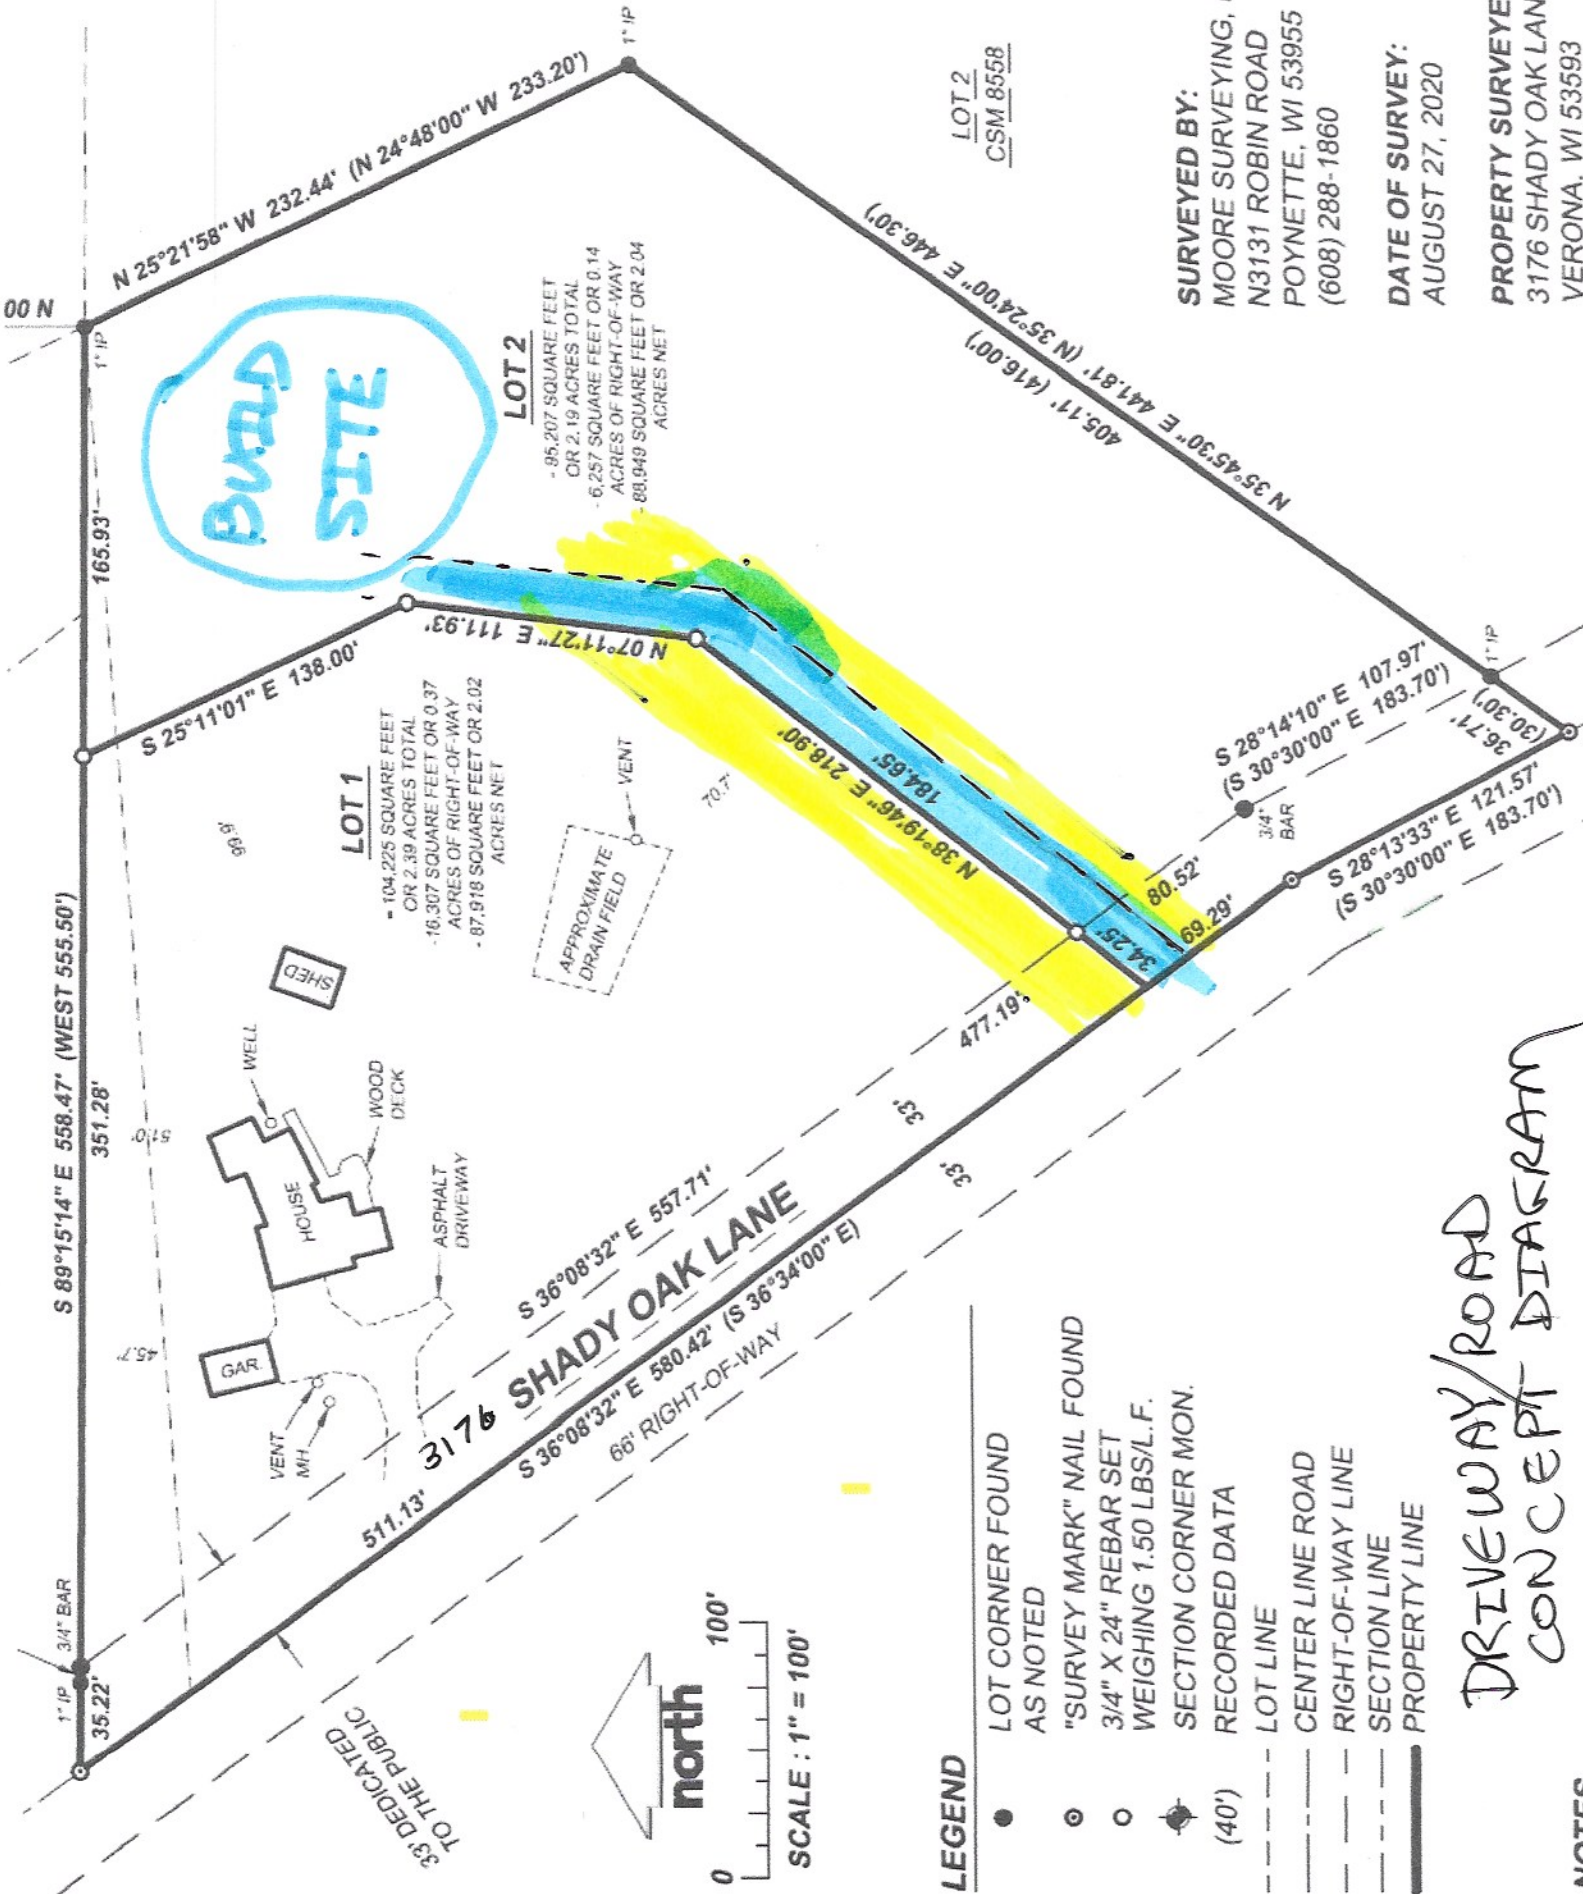 00 N
1" IP
3/4" BAR
35.22'
S 89°15'14" E 558.47' (WEST 555.50')
351.28'
165.93'
1" IP
N 25°21'58" W 232.44' (N 24°48'00" W 233.20')
1" IP
BUILD
SITE
LOT 2
- 95,207 SQUARE FEET
OR 2.19 ACRES TOTAL
- 6,257 SQUARE FEET OR 0.14
ACRES OF RIGHT-OF-WAY
- 88,949 SQUARE FEET OR 2.04
ACRES NET
S 25°11'01" E 138.00'
N 07°11'27" E 111.93'
LOT 1
- 104,225 SQUARE FEET
OR 2.39 ACRES TOTAL
- 16,307 SQUARE FEET OR 0.37
ACRES OF RIGHT-OF-WAY
- 87,918 SQUARE FEET OR 2.02
ACRES NET
99.9'
51.0'
45.7'
70.7'
SHED
WELL
WOOD
DECK
HOUSE
GAR.
ASPHALT
DRIVEWAY
VENT
MH
VENT
APPROXIMATE
DRAIN FIELD
N 38°19'46" E 218.90'
184.65'
34.25'
80.52'
69.29'
477.19'
33'
33'
S 36°08'32" E 557.71'
3176 SHADY OAK LANE
S 36°08'32" E 580.42' (S 36°34'00" E)
66' RIGHT-OF-WAY
511.13'
33' DEDICATED
TO THE PUBLIC
N 35°45'30" E 441.81' (N 35°24'00" E 446.30')
405.11' (416.00')
S 28°14'10" E 107.97'
(S 30°30'00" E 183.70')
3/4"
BAR
1" IP
36.71'
(30.30')
S 28°13'33" E 121.57'
(S 30°30'00" E 183.70')
LOT 2
CSM 8558
SURVEYED BY:
MOORE SURVEYING,
N3131 ROBIN ROAD
POYNETTE, WI 53955
(608) 288-1860
DATE OF SURVEY:
AUGUST 27, 2020
PROPERTY SURVEYE
3176 SHADY OAK LAN
VERONA, WI 53593
north
0 100'
SCALE : 1" = 100'
LEGEND
LOT CORNER FOUND
AS NOTED
"SURVEY MARK" NAIL FOUND
3/4" X 24" REBAR SET
WEIGHING 1.50 LBS/L.F.
SECTION CORNER MON.
(40') RECORDED DATA
LOT LINE
CENTER LINE ROAD
RIGHT-OF-WAY LINE
SECTION LINE
PROPERTY LINE
DRIVEWAY/ROAD
CONCEPT DIAGRAM
NOTES